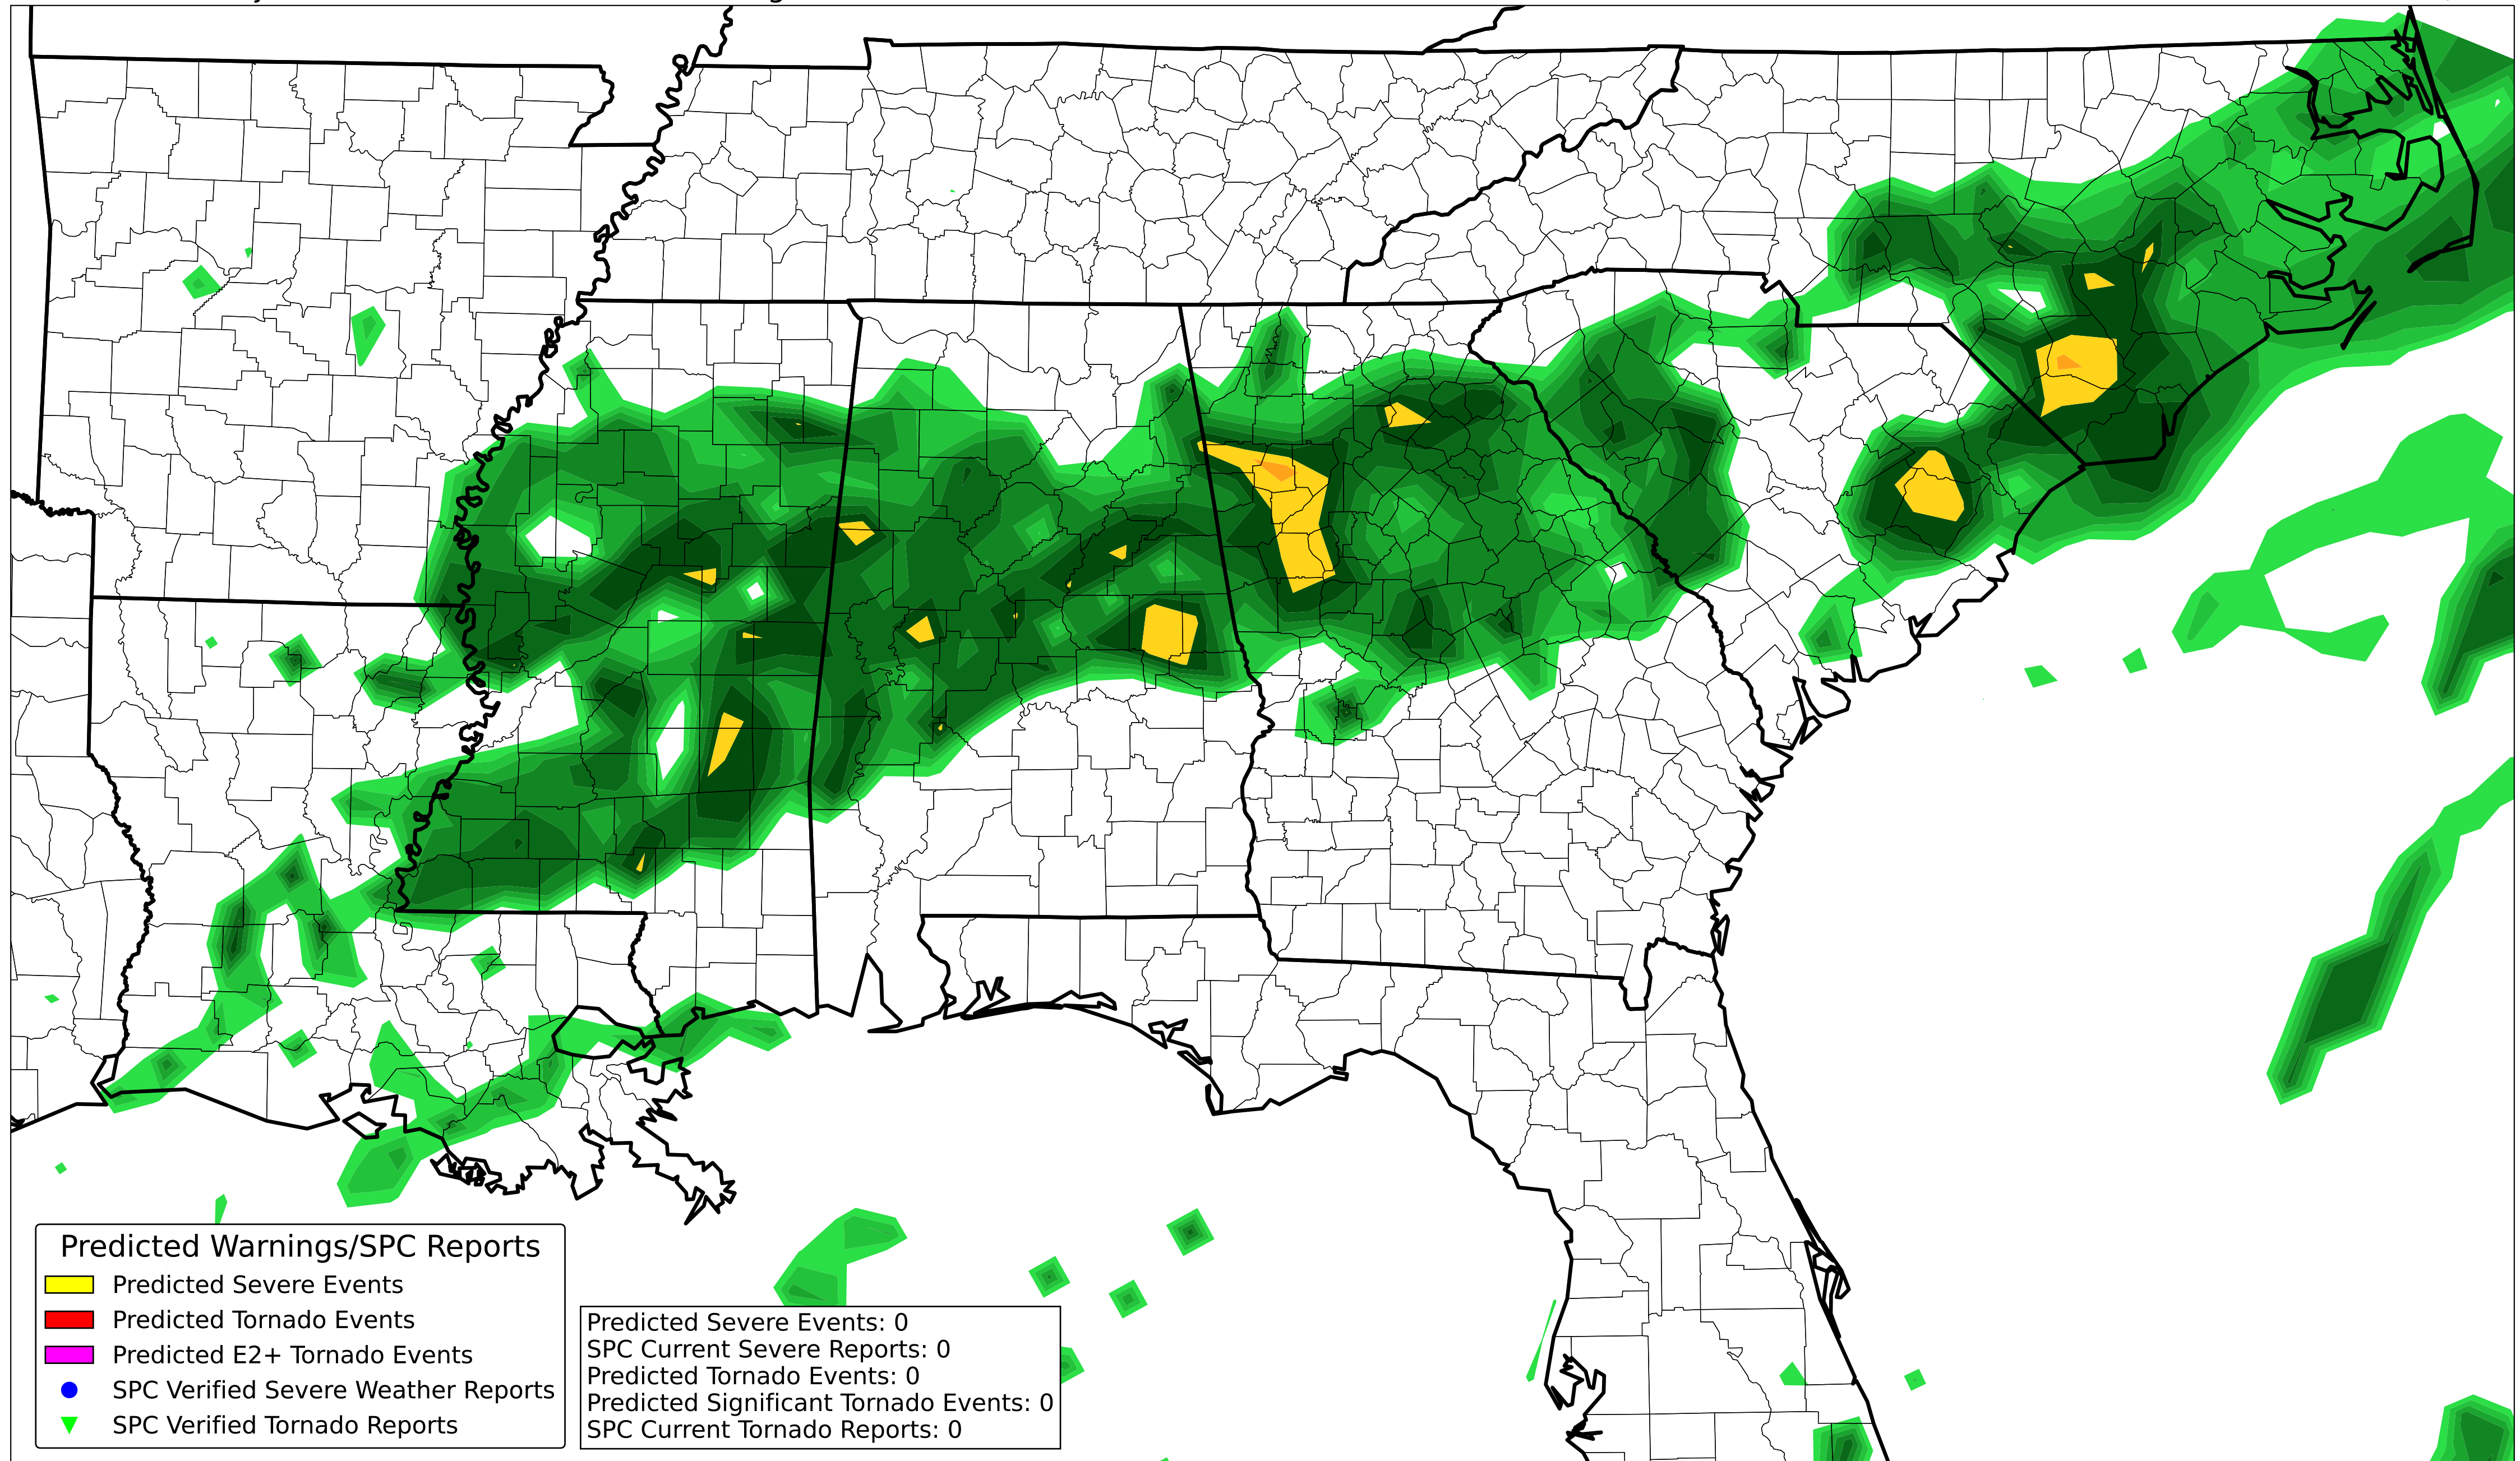 Predicted Warnings/SPC Reports
Predicted Severe Events
Predicted Tornado Events
Predicted E2+ Tornado Events
SPC Verified Severe Weather Reports
SPC Verified Tornado Reports
Predicted Severe Events: 0
SPC Current Severe Reports: 0
Predicted Tornado Events: 0
Predicted Significant Tornado Events: 0
SPC Current Tornado Reports: 0